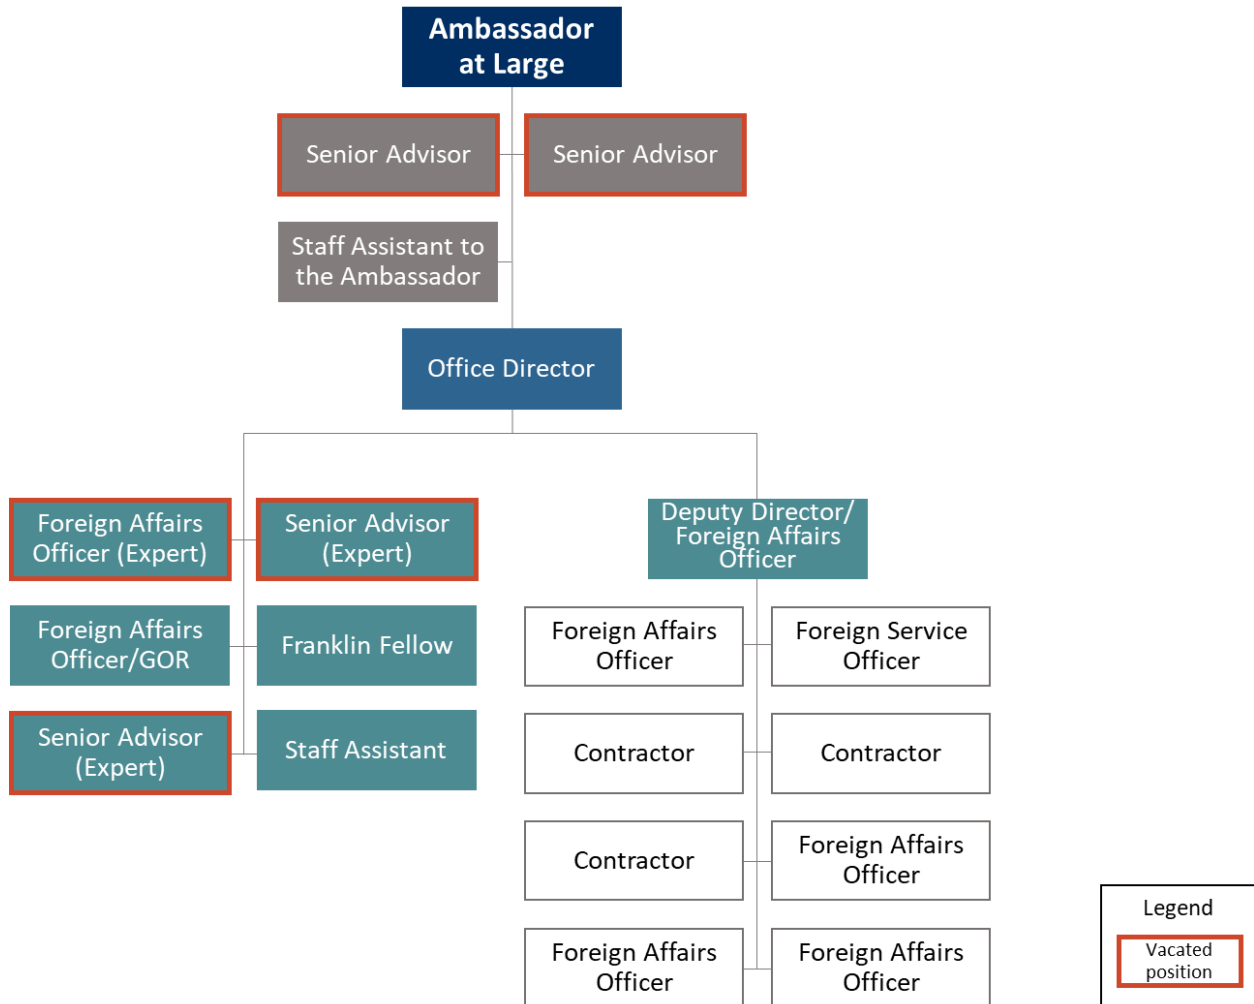 Ambassador
at Large
Senior Advisor
Senior Advisor
Staff Assistant to
the Ambassador
Office Director
Foreign Affairs
Officer (Expert)
Senior Advisor
(Expert)
Deputy Director/
Foreign Affairs
Officer
Foreign Affairs
Officer/GOR
Franklin Fellow
Senior Advisor
(Expert)
Staff Assistant
Foreign Affairs
Officer
Foreign Service
Officer
Contractor
Contractor
Contractor
Foreign Affairs
Officer
Foreign Affairs
Officer
Foreign Affairs
Officer
Legend
Vacated
position